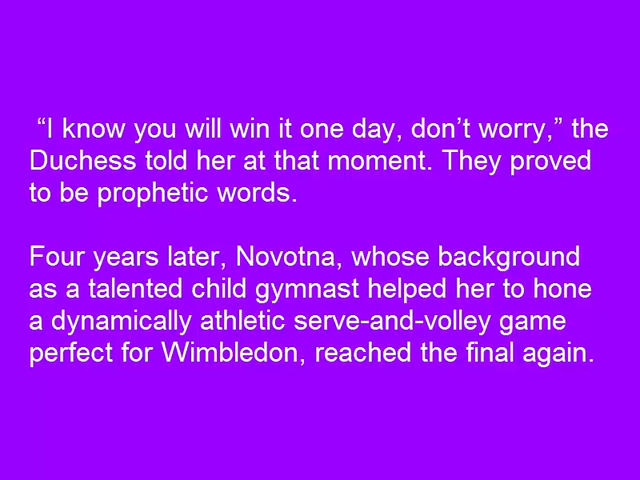 “I know you will win it one day, don’t worry,” the
Duchess told her at that moment. They proved
to be prophetic words.
Four years later, Novotna, whose background
as a talented child gymnast helped her to hone
a dynamically athletic serve-and-volley game
perfect for Wimbledon, reached the final again.